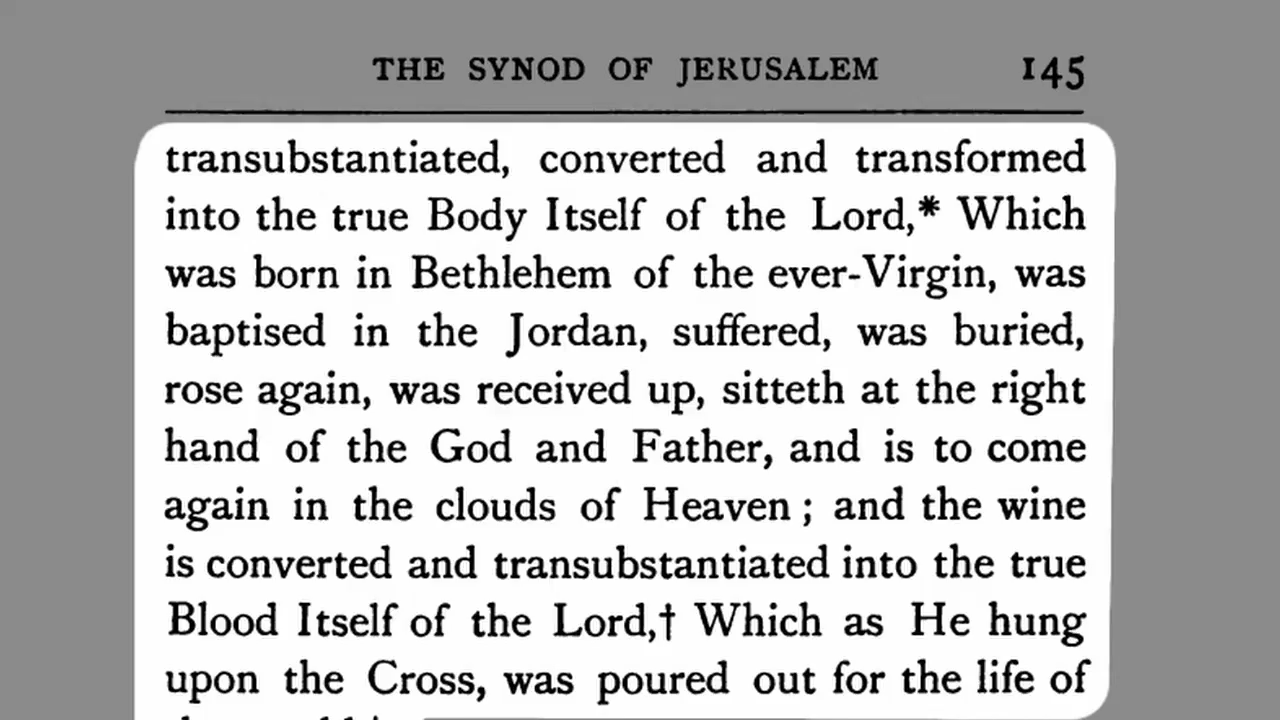 THE SYNOD OF JERUSALEM 145
transubstantiated, converted and transformed
into the true Body Itself of the Lord,* Which
was born in Bethlehem of the ever-Virgin, was
baptised in the Jordan, suffered, was buried,
rose again, was received up, sitteth at the right
hand of the God and Father, and is to come
again in the clouds of Heaven ; and the wine
is converted and transubstantiated into the true
Blood Itself of the Lord,† Which as He hung
upon the Cross, was poured out for the life of